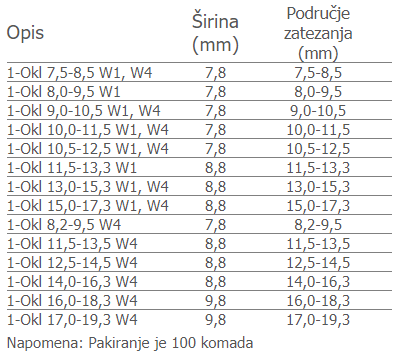 Opis Širina (mm) Područje zatezanja (mm)
1-Okl 7,5-8,5 W1, W4 7,8 7,5-8,5
1-Okl 8,0-9,5 W1 7,8 8,0-9,5
1-Okl 9,0-10,5 W1, W4 7,8 9,0-10,5
1-Okl 10,0-11,5 W1, W4 7,8 10,0-11,5
1-Okl 10,5-12,5 W1, W4 7,8 10,5-12,5
1-Okl 11,5-13,3 W1 8,8 11,5-13,3
1-Okl 13,0-15,3 W1, W4 8,8 13,0-15,3
1-Okl 15,0-17,3 W1, W4 8,8 15,0-17,3
1-Okl 8,2-9,5 W4 7,8 8,2-9,5
1-Okl 11,5-13,5 W4 8,8 11,5-13,5
1-Okl 12,5-14,5 W4 8,8 12,5-14,5
1-Okl 14,0-16,3 W4 8,8 14,0-16,3
1-Okl 16,0-18,3 W4 9,8 16,0-18,3
1-Okl 17,0-19,3 W4 9,8 17,0-19,3
Napomena: Pakiranje je 100 komada